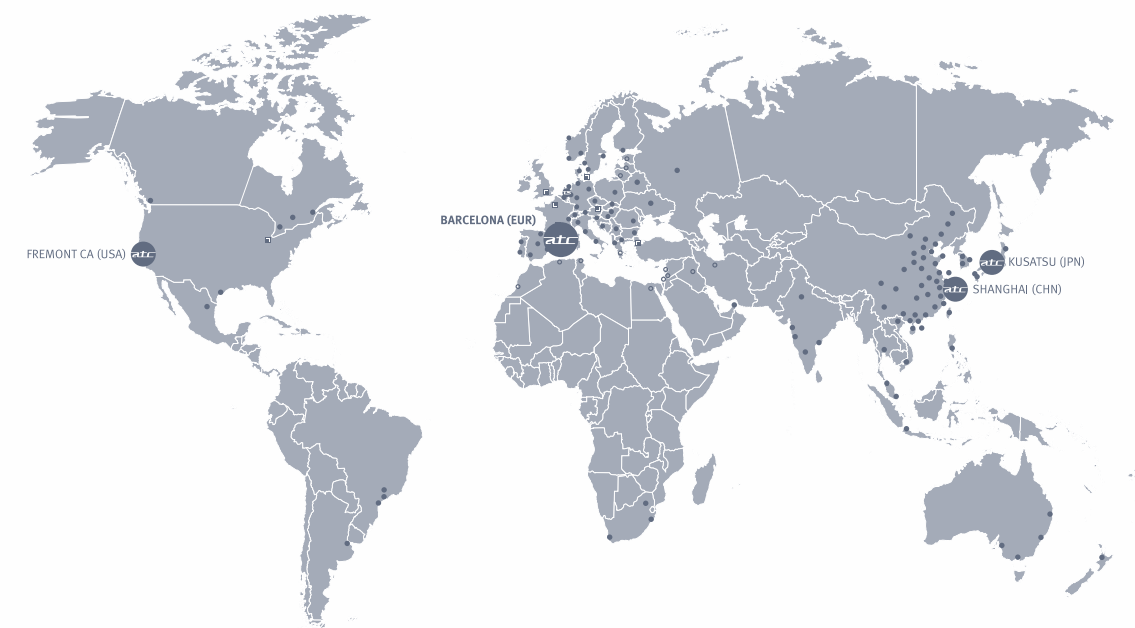 BARCELONA (EUR)
atc
FREMONT CA (USA)
atc
atc
KUSATSU (JPN)
atc
SHANGHAI (CHN)